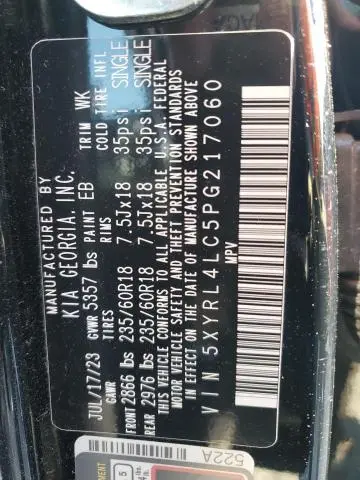 MANUFACTURED BY
KIA GEORGIA, INC.
JUL/17/23 GVWR 5357 lbs PAINT EB TRIM WK
GAWR TIRES RIMS COLD TIRE INFL
FRONT 2866 lbs 235/60R18 7.5Jx18 35psi SINGLE
REAR 2976 lbs 235/60R18 7.5Jx18 35psi SINGLE
THIS VEHICLE CONFORMS TO ALL APPLICABLE U.S.A. FEDERAL
MOTOR VEHICLE SAFETY AND THEFT PREVENTION STANDARDS
IN EFFECT ON THE DATE OF MANUFACTURE SHOWN ABOVE.
VIN 5XYRL4LC5PG217060
MPV
522A
5